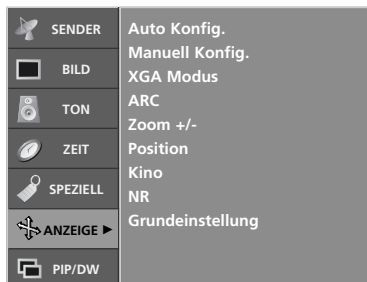 SENDER
BILD
TON
ZEIT
SPEZIELL
ANZEIGE ►
PIP/DW
Auto Konfig.
Manuell Konfig.
XGA Modus
ARC
Zoom +/-
Position
Kino
NR
Grundeinstellung